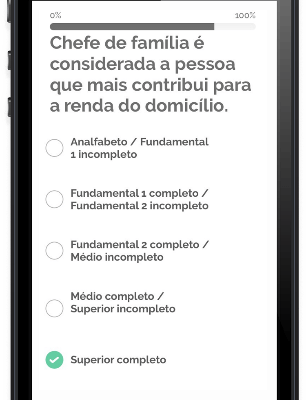 0% 100%
Chefe de família é
considerada a pessoa
que mais contribui para
a renda do domicílio.
Analfabeto / Fundamental
1 incompleto
Fundamental 1 completo /
Fundamental 2 incompleto
Fundamental 2 completo /
Médio incompleto
Médio completo /
Superior incompleto
Superior completo